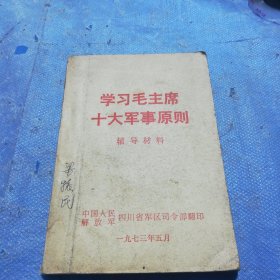 学习毛主席
十大军事原则
辅导材料
中国人民
解放军 四川省军区司令部翻印
一九七三年五月